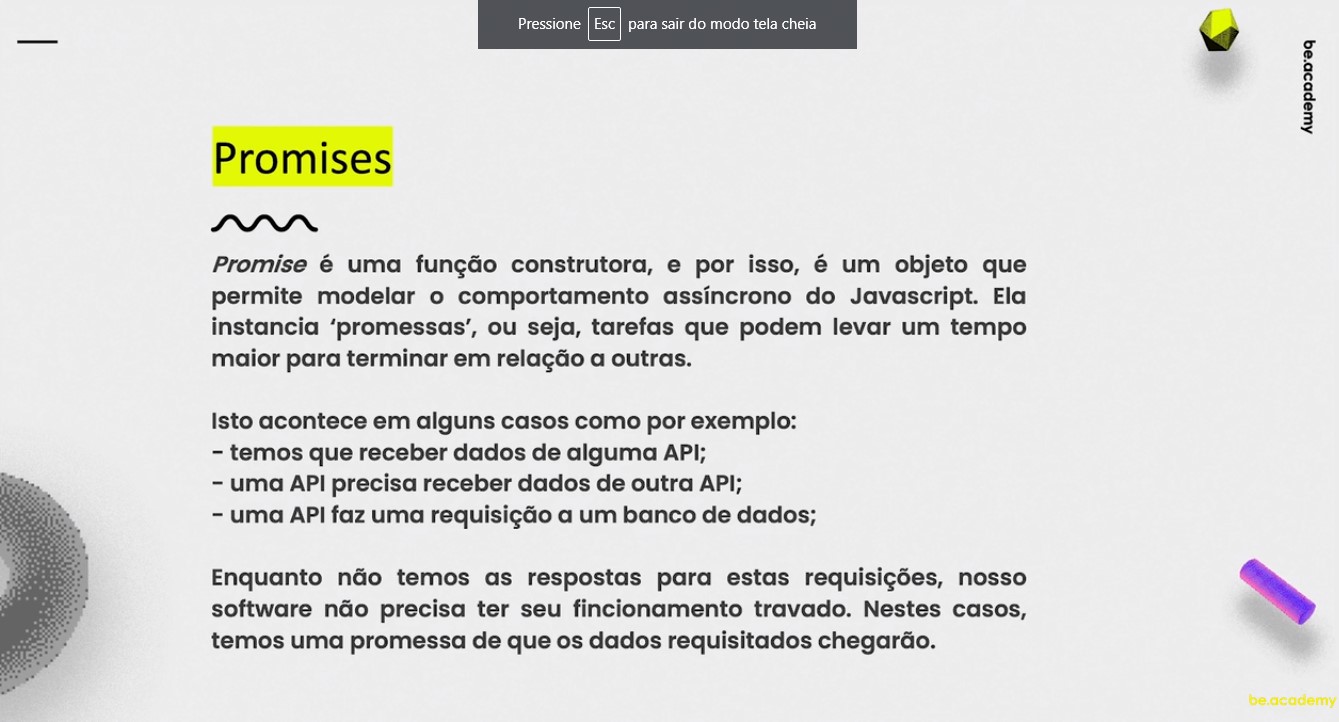 Pressione Esc para sair do modo tela cheia
be.academy
Promises
Promise é uma função construtora, e por isso, é um objeto que
permite modelar o comportamento assíncrono do Javascript. Ela
instancia ‘promessas’, ou seja, tarefas que podem levar um tempo
maior para terminar em relação a outras.
Isto acontece em alguns casos como por exemplo:
- temos que receber dados de alguma API;
- uma API precisa receber dados de outra API;
- uma API faz uma requisição a um banco de dados;
Enquanto não temos as respostas para estas requisições, nosso
software não precisa ter seu fincionamento travado. Nestes casos,
temos uma promessa de que os dados requisitados chegarão.
be.academy